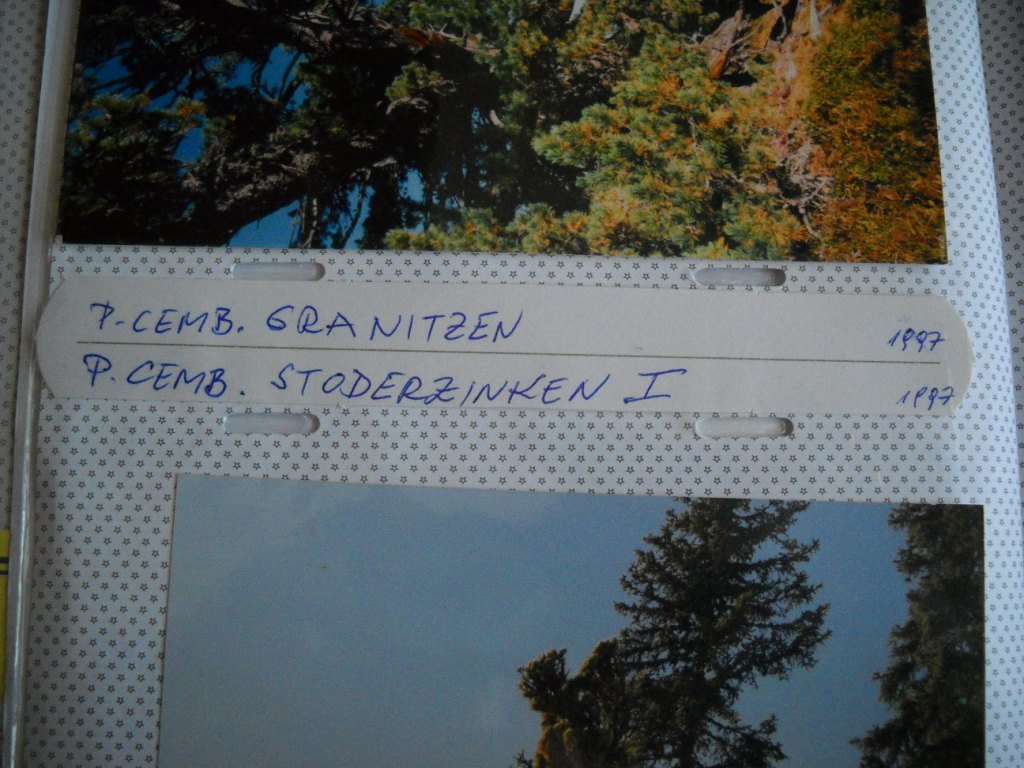 P.CEMB. GRANITZEN 1997
P.CEMB. STODERZINKEN I 1997